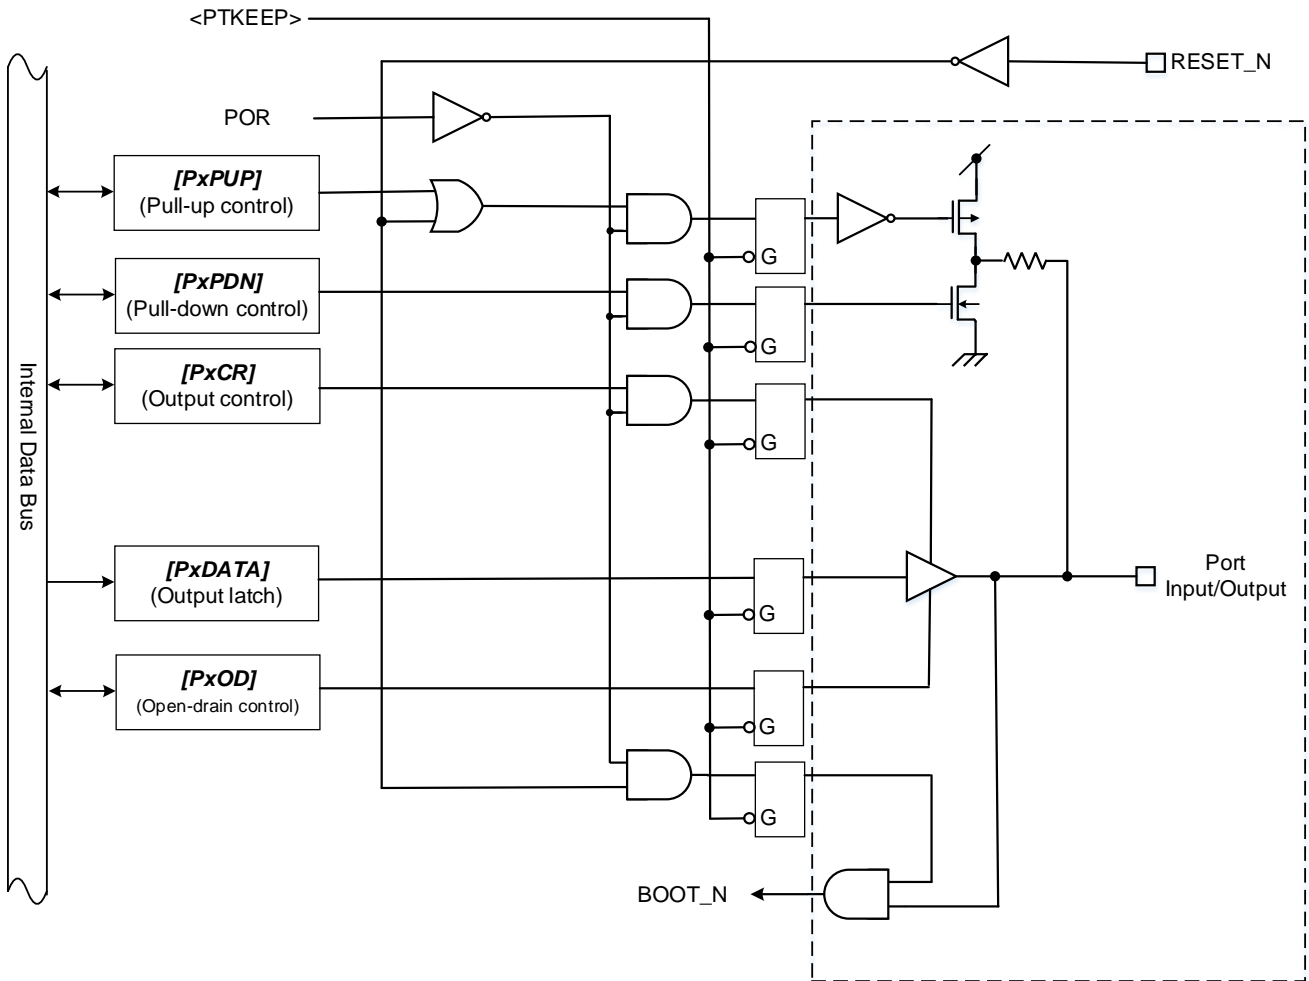 <PTKEEP>
RESET_N
POR
[PxPUP]
(Pull-up control)
G
[PxPDN]
(Pull-down control)
G
[PxCR]
(Output control)
G
Internal Data Bus
[PxDATA]
(Output latch)
G
Port
Input/Output
[PxOD]
(Open-drain control)
G
G
BOOT_N